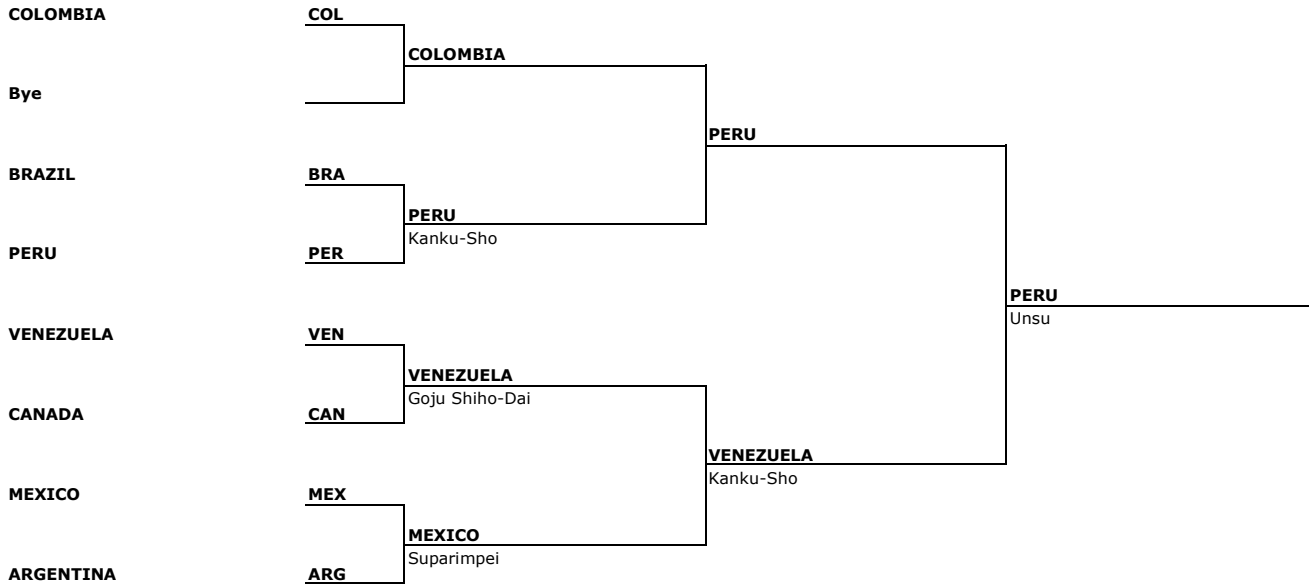 COLOMBIA COL
COLOMBIA
Bye
PERU
BRAZIL BRA
PERU
Kanku-Sho
PERU PER
PERU
Unsu
VENEZUELA VEN
VENEZUELA
Goju Shiho-Dai
CANADA CAN
VENEZUELA
Kanku-Sho
MEXICO MEX
MEXICO
Suparimpei
ARGENTINA ARG